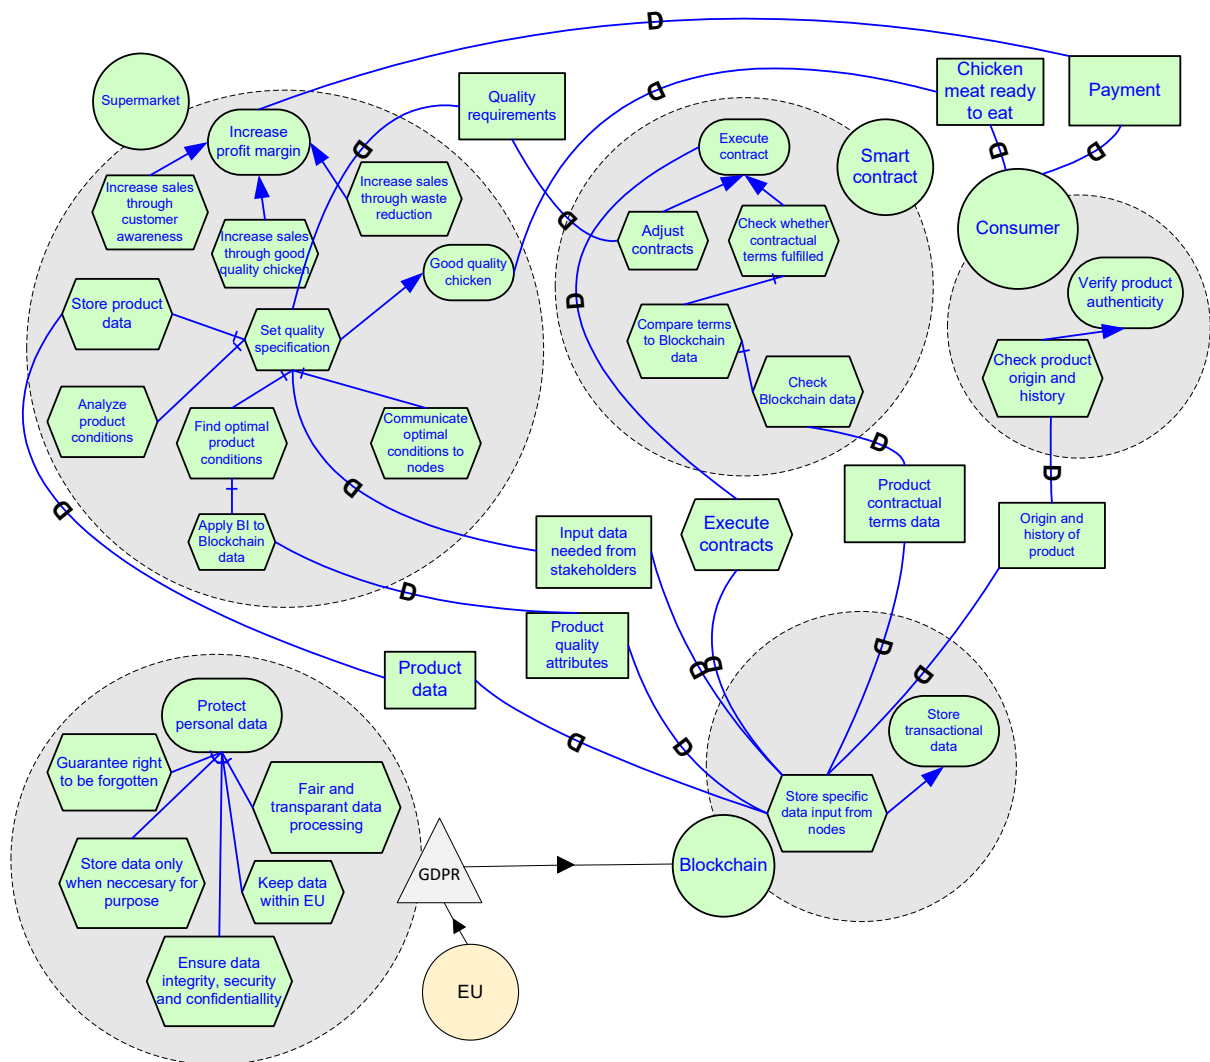 D
Supermarket
Increase
profit margin
Increase sales
through
customer
awareness
Increase sales
through good
quality chicken
Increase sales
through waste
reduction
D
Quality
requirements
D
Good quality
chicken
Store product
data
Set quality
specification
Analyze
product
conditions
Find optimal
product
conditions
Communicate
optimal
conditions to
nodes
Apply BI to
Blockchain
data
D
D
D
D
Execute
contract
Smart
contract
Adjust
contracts
Check whether
contractual
terms fulfilled
D
D
Compare terms
to Blockchain
data
Check
Blockchain data
D
Chicken
meat ready
to eat
Payment
D
D
Consumer
Verify product
authenticity
Check product
origin and
history
D
Input data
needed from
stakeholders
Execute
contracts
Product
contractual
terms data
Origin and
history of
product
Product
quality
attributes
Product
data
D
D
D
D
D
D
Store
transactional
data
Store specific
data input from
nodes
Blockchain
Protect
personal data
Guarantee right
to be forgotten
Fair and
transparant data
processing
Store data only
when neccesary for
purpose
Keep data
within EU
Ensure data
integrity, security
and confidentiallity
GDPR
EU